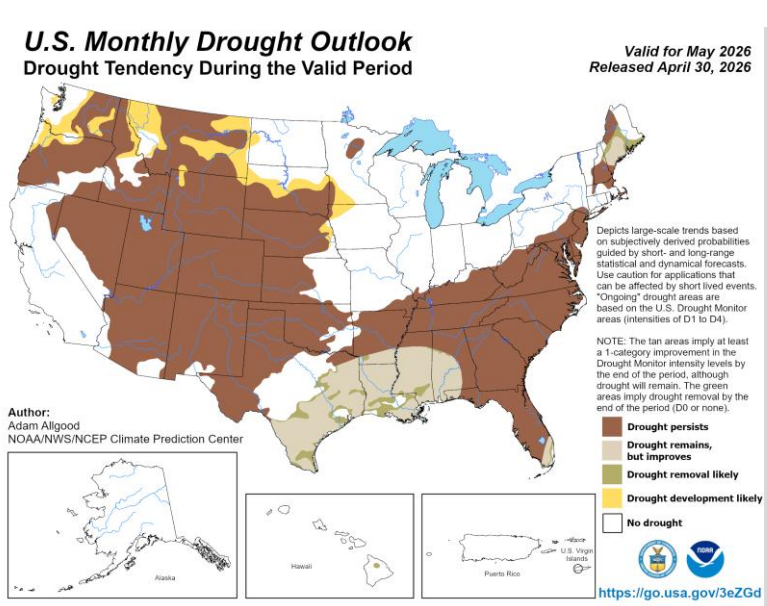 U.S. Monthly Drought Outlook
Drought Tendency During the Valid Period
Valid for May 2026
Released April 30, 2026
Depicts large-scale trends based
on subjectively derived probabilities
guided by short- and long-range
statistical and dynamical forecasts.
Use caution for applications that
can be affected by short lived events.
"Ongoing" drought areas are
based on the U.S. Drought Monitor
areas (intensities of D1 to D4).
NOTE: The tan areas imply at least
a 1-category improvement in the
Drought Monitor intensity levels by
the end of the period, although
drought will remain. The green
areas imply drought removal by the
end of the period (D0 or none).
Author:
Adam Allgood
NOAA/NWS/NCEP Climate Prediction Center
Drought persists
Drought remains,
but improves
Drought removal likely
Drought development likely
No drought
Alaska
Hawaii
Puerto Rico
U.S. Virgin
Islands
NOAA
https://go.usa.gov/3eZGd